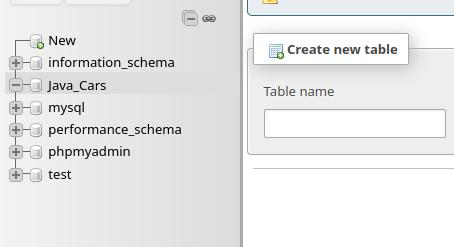 New
information_schema
Java_Cars
mysql
performance_schema
phpmyadmin
test
Create new table
Table name